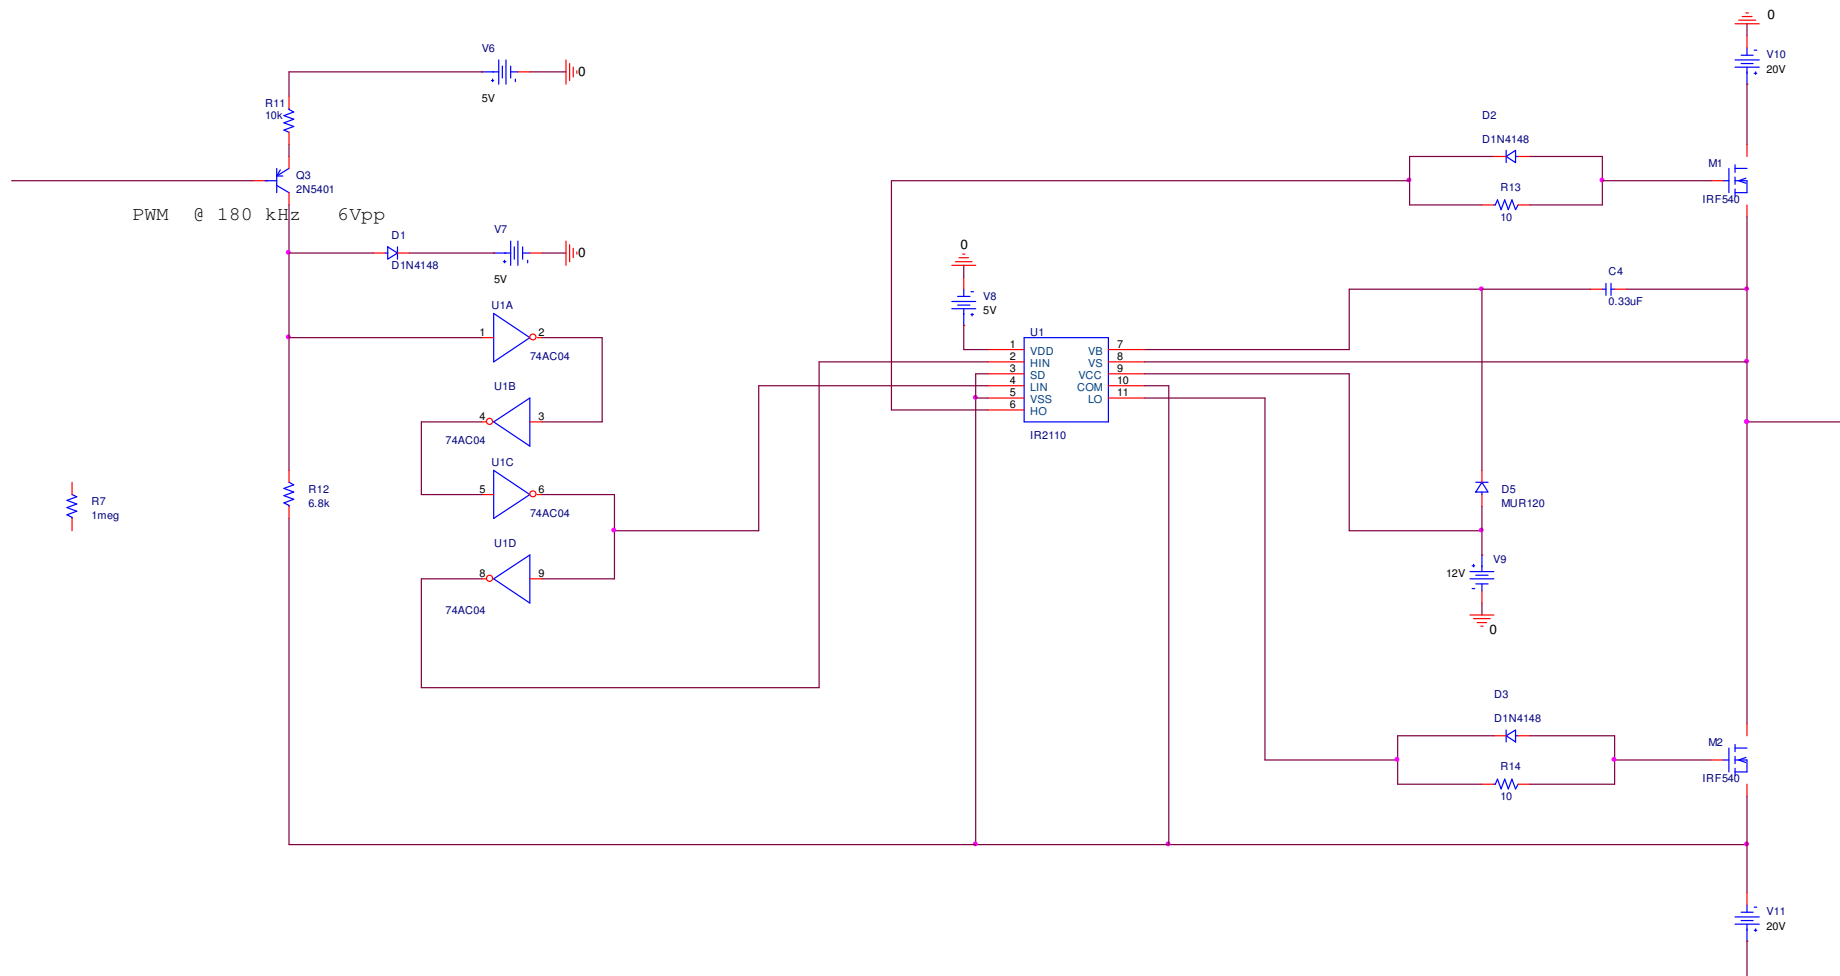 0
V10
20V
V6
0
5V
R11
10k
D2
D1N4148
M1
IRF540
R13
10
Q3
2N5401
PWM @ 180 kHz 6Vpp
D1
D1N4148
V7
0
5V
0
V8
5V
C4
0.33uF
U1A
1
2
74AC04
U1B
4
3
74AC04
U1C
5
6
74AC04
U1D
8
9
74AC04
U1
1 VDD VB 7
2 HIN VS 8
3 SD VCC 9
4 LIN COM 10
5 VSS LO 11
6 HO
IR2110
R7
1meg
R12
6.8k
D5
MUR120
V9
12V
0
D3
D1N4148
M2
IRF540
R14
10
V11
20V